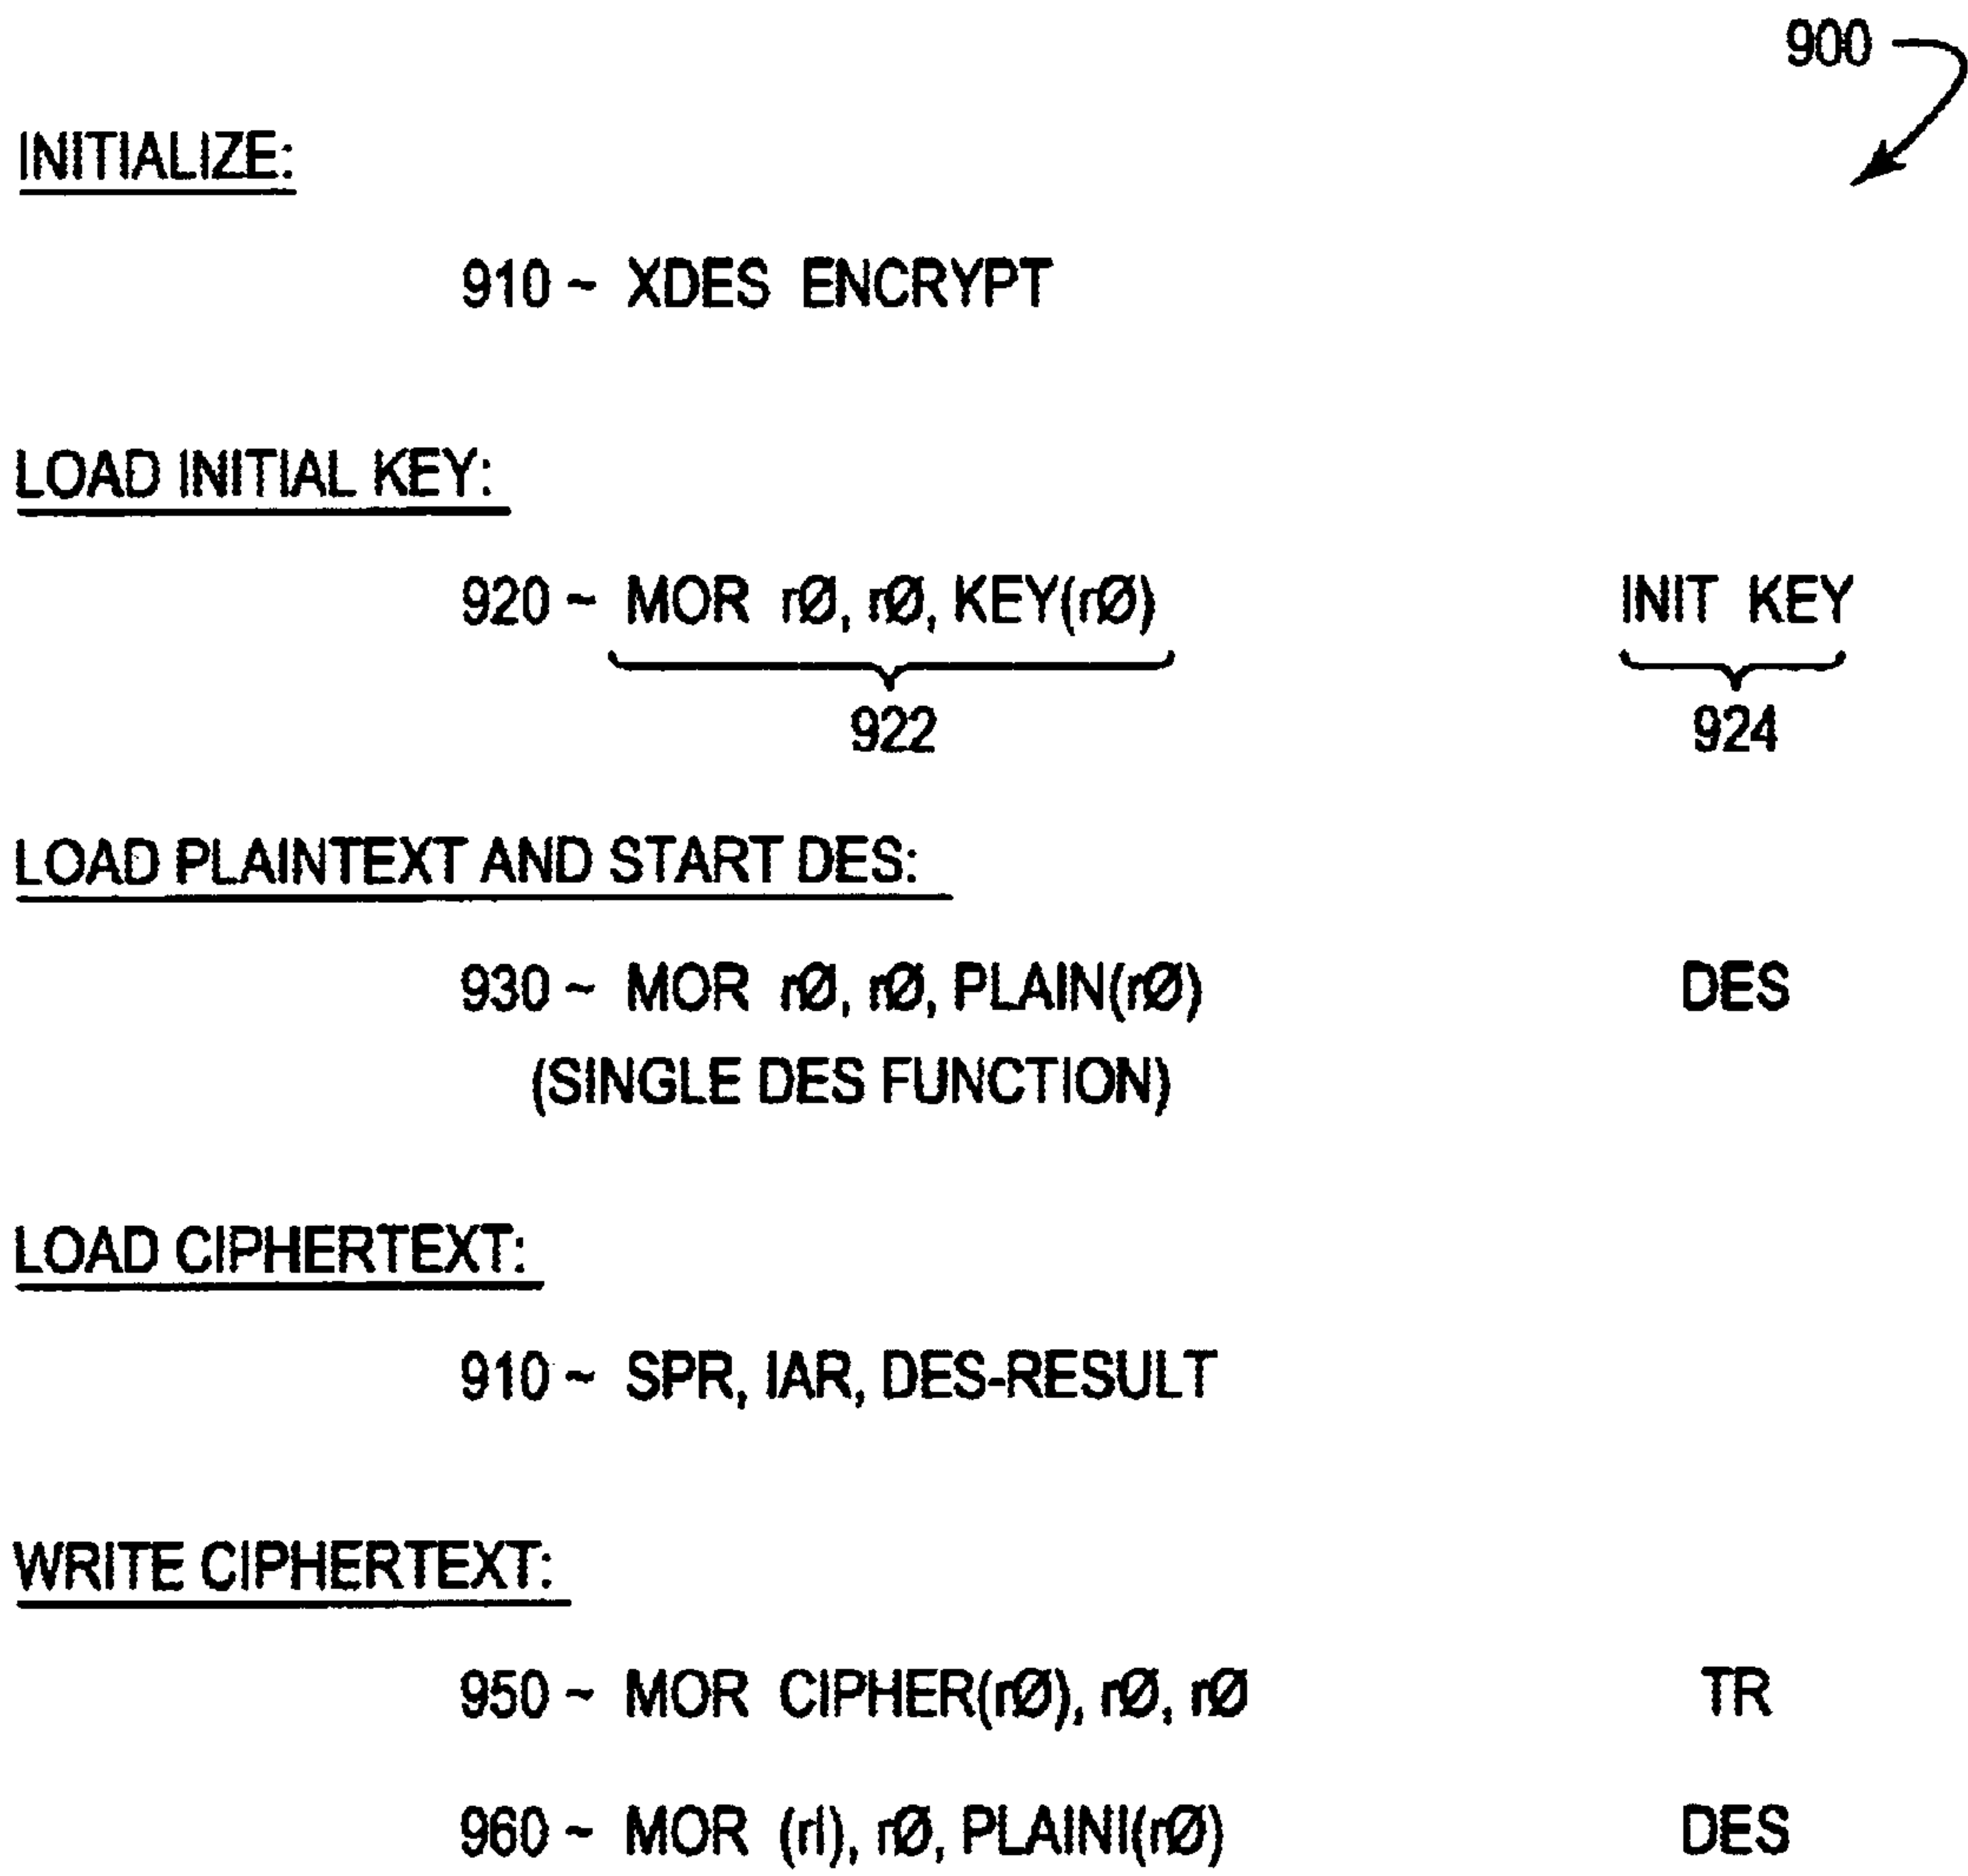 900
INITIALIZE:
910 ~ XDES ENCRYPT
LOAD INITIAL KEY:
920 ~ MOR rØ, rØ, KEY(rØ) INIT KEY
922 924
LOAD PLAINTEXT AND START DES:
930 ~ MOR rØ, rØ, PLAIN(rØ) DES
(SINGLE DES FUNCTION)
LOAD CIPHERTEXT:
910 ~ SPR, IAR, DES-RESULT
WRITE CIPHERTEXT:
950 ~ MOR CIPHER(rØ), rØ, rØ TR
960 ~ MOR (rI), rØ, PLAINI(rØ) DES